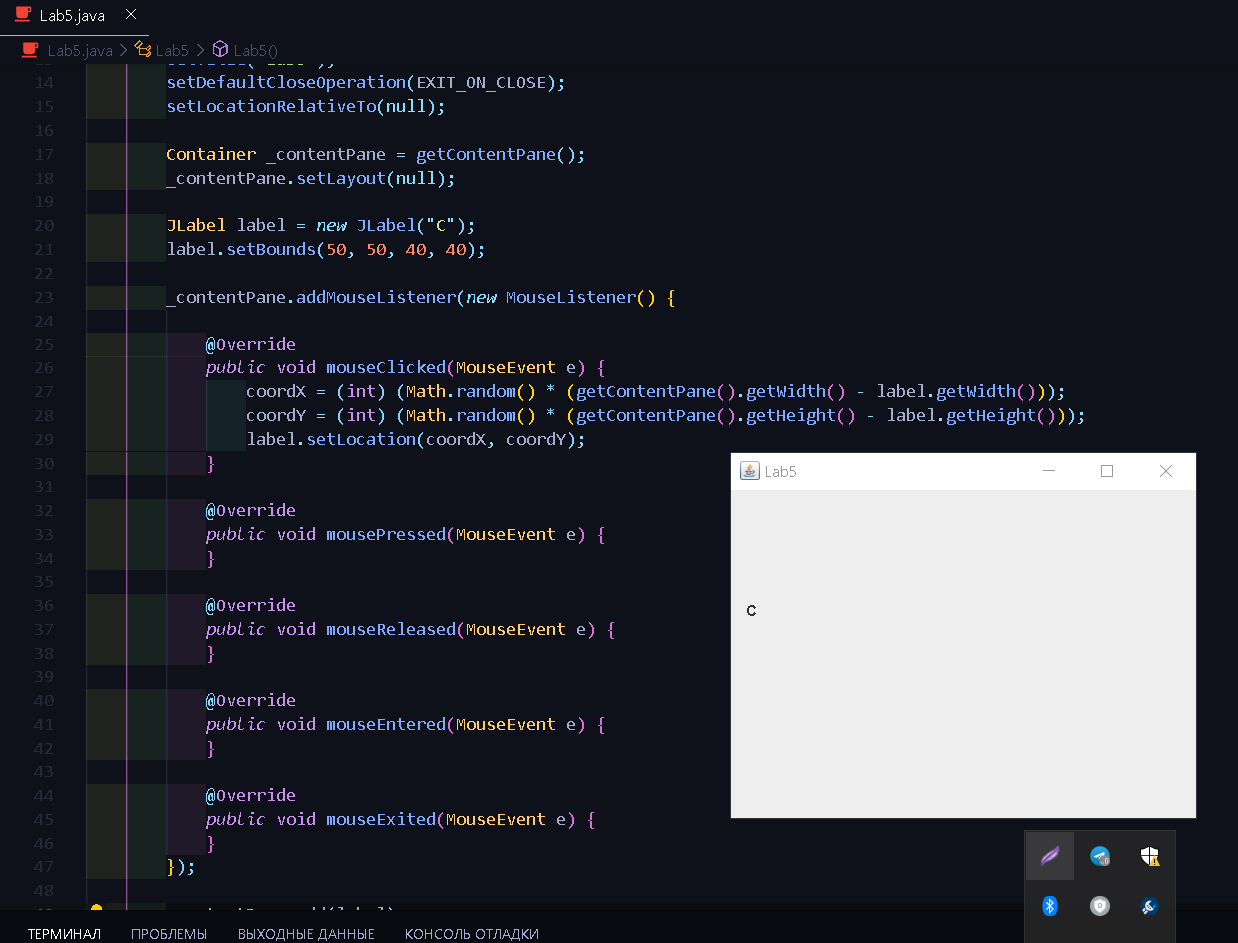 Lab5.java
Lab5.java > Lab5 > Lab5()
14 setDefaultCloseOperation(EXIT_ON_CLOSE);
15 setLocationRelativeTo(null);
16
17 Container _contentPane = getContentPane();
18 _contentPane.setLayout(null);
19
20 JLabel label = new JLabel("C");
21 label.setBounds(50, 50, 40, 40);
22
23 _contentPane.addMouseListener(new MouseListener() {
24
25 @Override
26 public void mouseClicked(MouseEvent e) {
27 coordX = (int) (Math.random() * (getContentPane().getWidth() - label.getWidth()));
28 coordY = (int) (Math.random() * (getContentPane().getHeight() - label.getHeight()));
29 label.setLocation(coordX, coordY);
30 }
31
32 @Override
33 public void mousePressed(MouseEvent e) {
34 }
35
36 @Override
37 public void mouseReleased(MouseEvent e) {
38 }
39
40 @Override
41 public void mouseEntered(MouseEvent e) {
42 }
43
44 @Override
45 public void mouseExited(MouseEvent e) {
46 }
47 });
48
Lab5
C
ТЕРМИНАЛ ПРОБЛЕМЫ ВЫХОДНЫЕ ДАННЫЕ КОНСОЛЬ ОТЛАДКИ